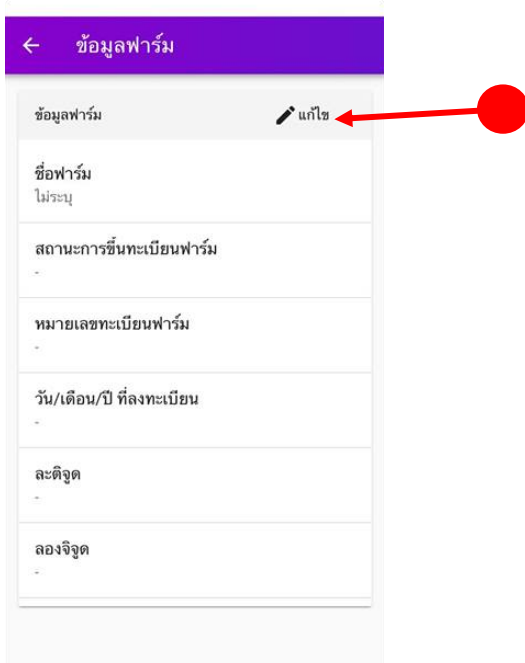 ข้อมูลฟาร์ม
ข้อมูลฟาร์ม แก้ไข
ชื่อฟาร์ม
ไม่ระบุ
สถานะการขึ้นทะเบียนฟาร์ม
-
หมายเลขทะเบียนฟาร์ม
-
วัน/เดือน/ปี ที่ลงทะเบียน
-
ละติจูด
-
ลองจิจูด
-